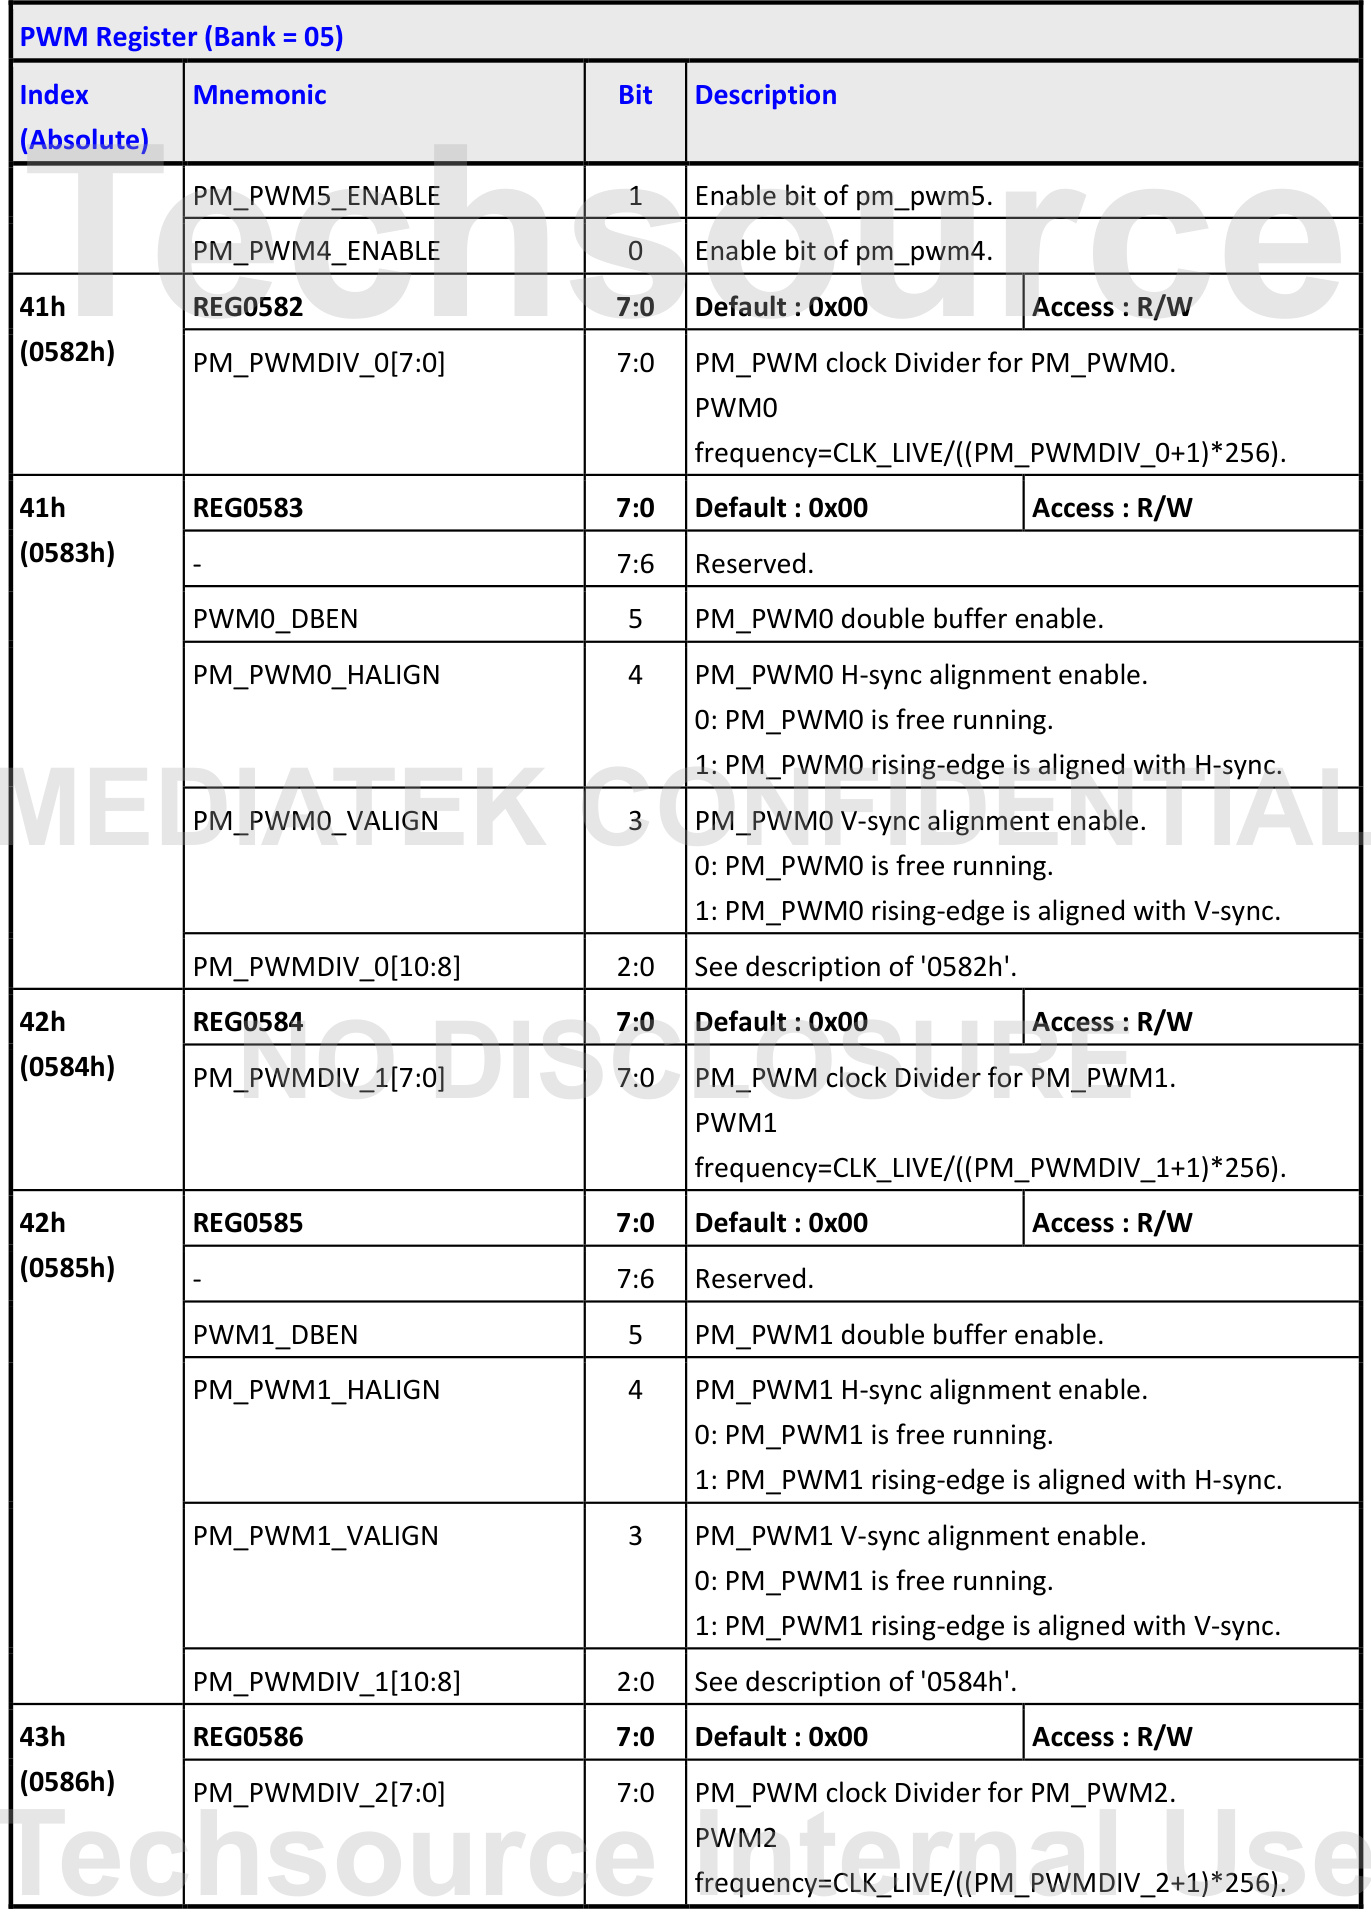 PWM Register (Bank = 05)
Index (Absolute) Mnemonic Bit Description
PM_PWM5_ENABLE 1 Enable bit of pm_pwm5.
PM_PWM4_ENABLE 0 Enable bit of pm_pwm4.
Techsource
41h (0582h) REG0582 7:0 Default : 0x00 Access : R/W
PM_PWMDIV_0[7:0] 7:0 PM_PWM clock Divider for PM_PWM0.
PWM0
frequency=CLK_LIVE/((PM_PWMDIV_0+1)*256).
41h (0583h) REG0583 7:0 Default : 0x00 Access : R/W
- 7:6 Reserved.
PWM0_DBEN 5 PM_PWM0 double buffer enable.
PM_PWM0_HALIGN 4 PM_PWM0 H-sync alignment enable.
0: PM_PWM0 is free running.
1: PM_PWM0 rising-edge is aligned with H-sync.
MEDIATEK CONFIDENTIAL
PM_PWM0_VALIGN 3 PM_PWM0 V-sync alignment enable.
0: PM_PWM0 is free running.
1: PM_PWM0 rising-edge is aligned with V-sync.
PM_PWMDIV_0[10:8] 2:0 See description of '0582h'.
42h (0584h) REG0584 7:0 Default : 0x00 Access : R/W
NO DISCLOSURE
PM_PWMDIV_1[7:0] 7:0 PM_PWM clock Divider for PM_PWM1.
PWM1
frequency=CLK_LIVE/((PM_PWMDIV_1+1)*256).
42h (0585h) REG0585 7:0 Default : 0x00 Access : R/W
- 7:6 Reserved.
PWM1_DBEN 5 PM_PWM1 double buffer enable.
PM_PWM1_HALIGN 4 PM_PWM1 H-sync alignment enable.
0: PM_PWM1 is free running.
1: PM_PWM1 rising-edge is aligned with H-sync.
PM_PWM1_VALIGN 3 PM_PWM1 V-sync alignment enable.
0: PM_PWM1 is free running.
1: PM_PWM1 rising-edge is aligned with V-sync.
PM_PWMDIV_1[10:8] 2:0 See description of '0584h'.
43h (0586h) REG0586 7:0 Default : 0x00 Access : R/W
PM_PWMDIV_2[7:0] 7:0 PM_PWM clock Divider for PM_PWM2.
PWM2
frequency=CLK_LIVE/((PM_PWMDIV_2+1)*256).
Techsource Internal Use